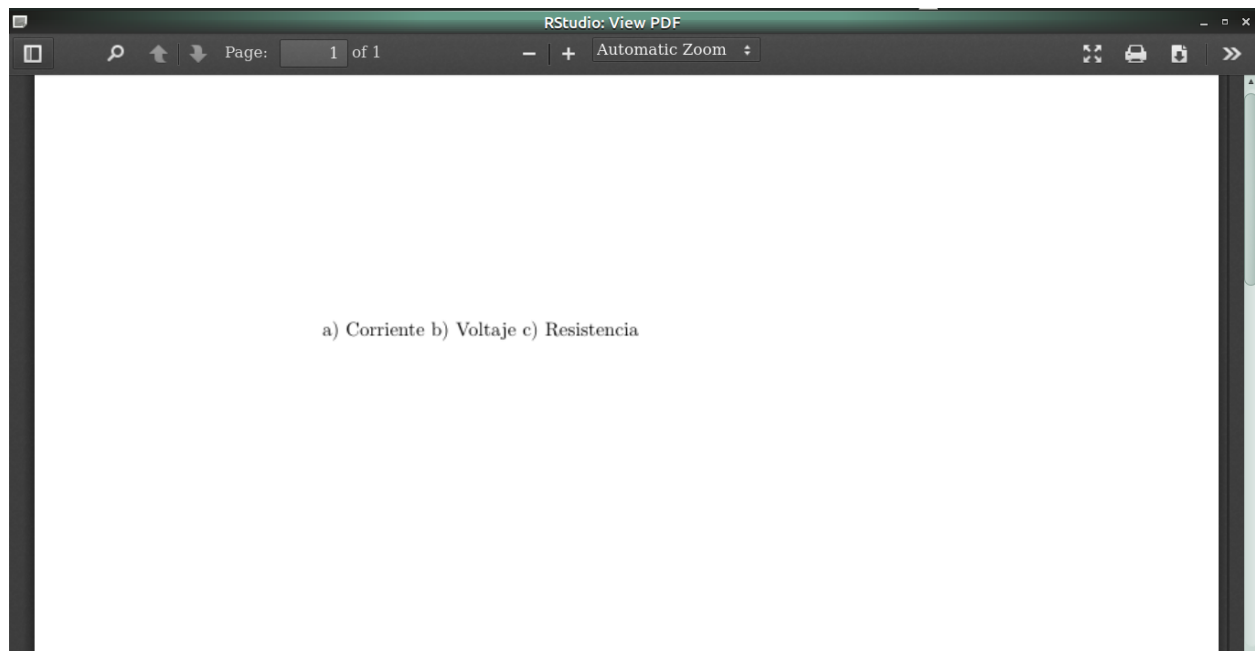 RStudio: View PDF
Page: 1 of 1 Automatic Zoom
a) Corriente b) Voltaje c) Resistencia